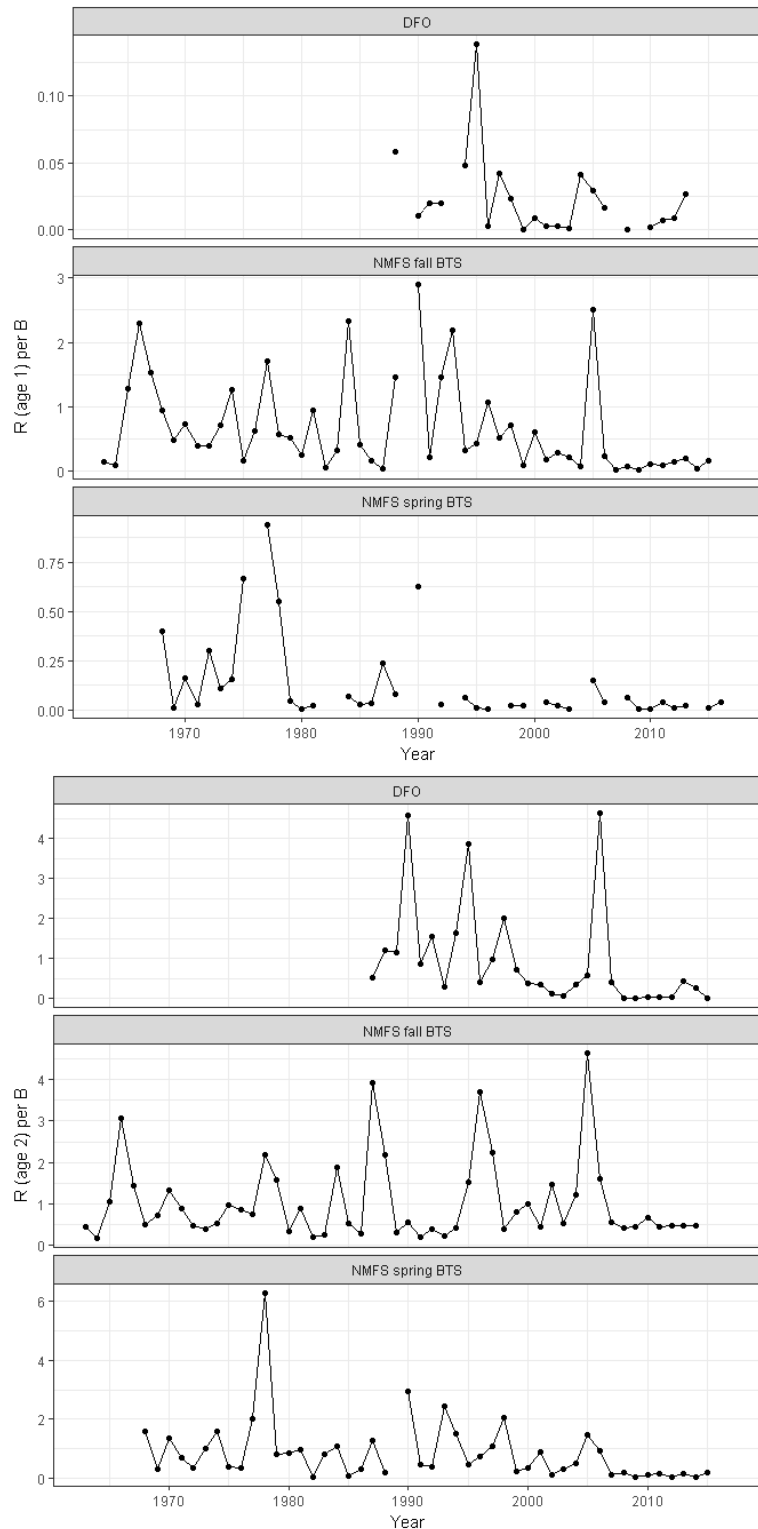 DFO
0.10
0.05
0.00
NMFS fall BTS
3
2
1
0
R (age 1) per B
NMFS spring BTS
0.75
0.50
0.25
0.00
1970 1980 1990 2000 2010
Year
DFO
4
3
2
1
0
NMFS fall BTS
4
3
2
1
0
R (age 2) per B
NMFS spring BTS
6
4
2
0
1970 1980 1990 2000 2010
Year